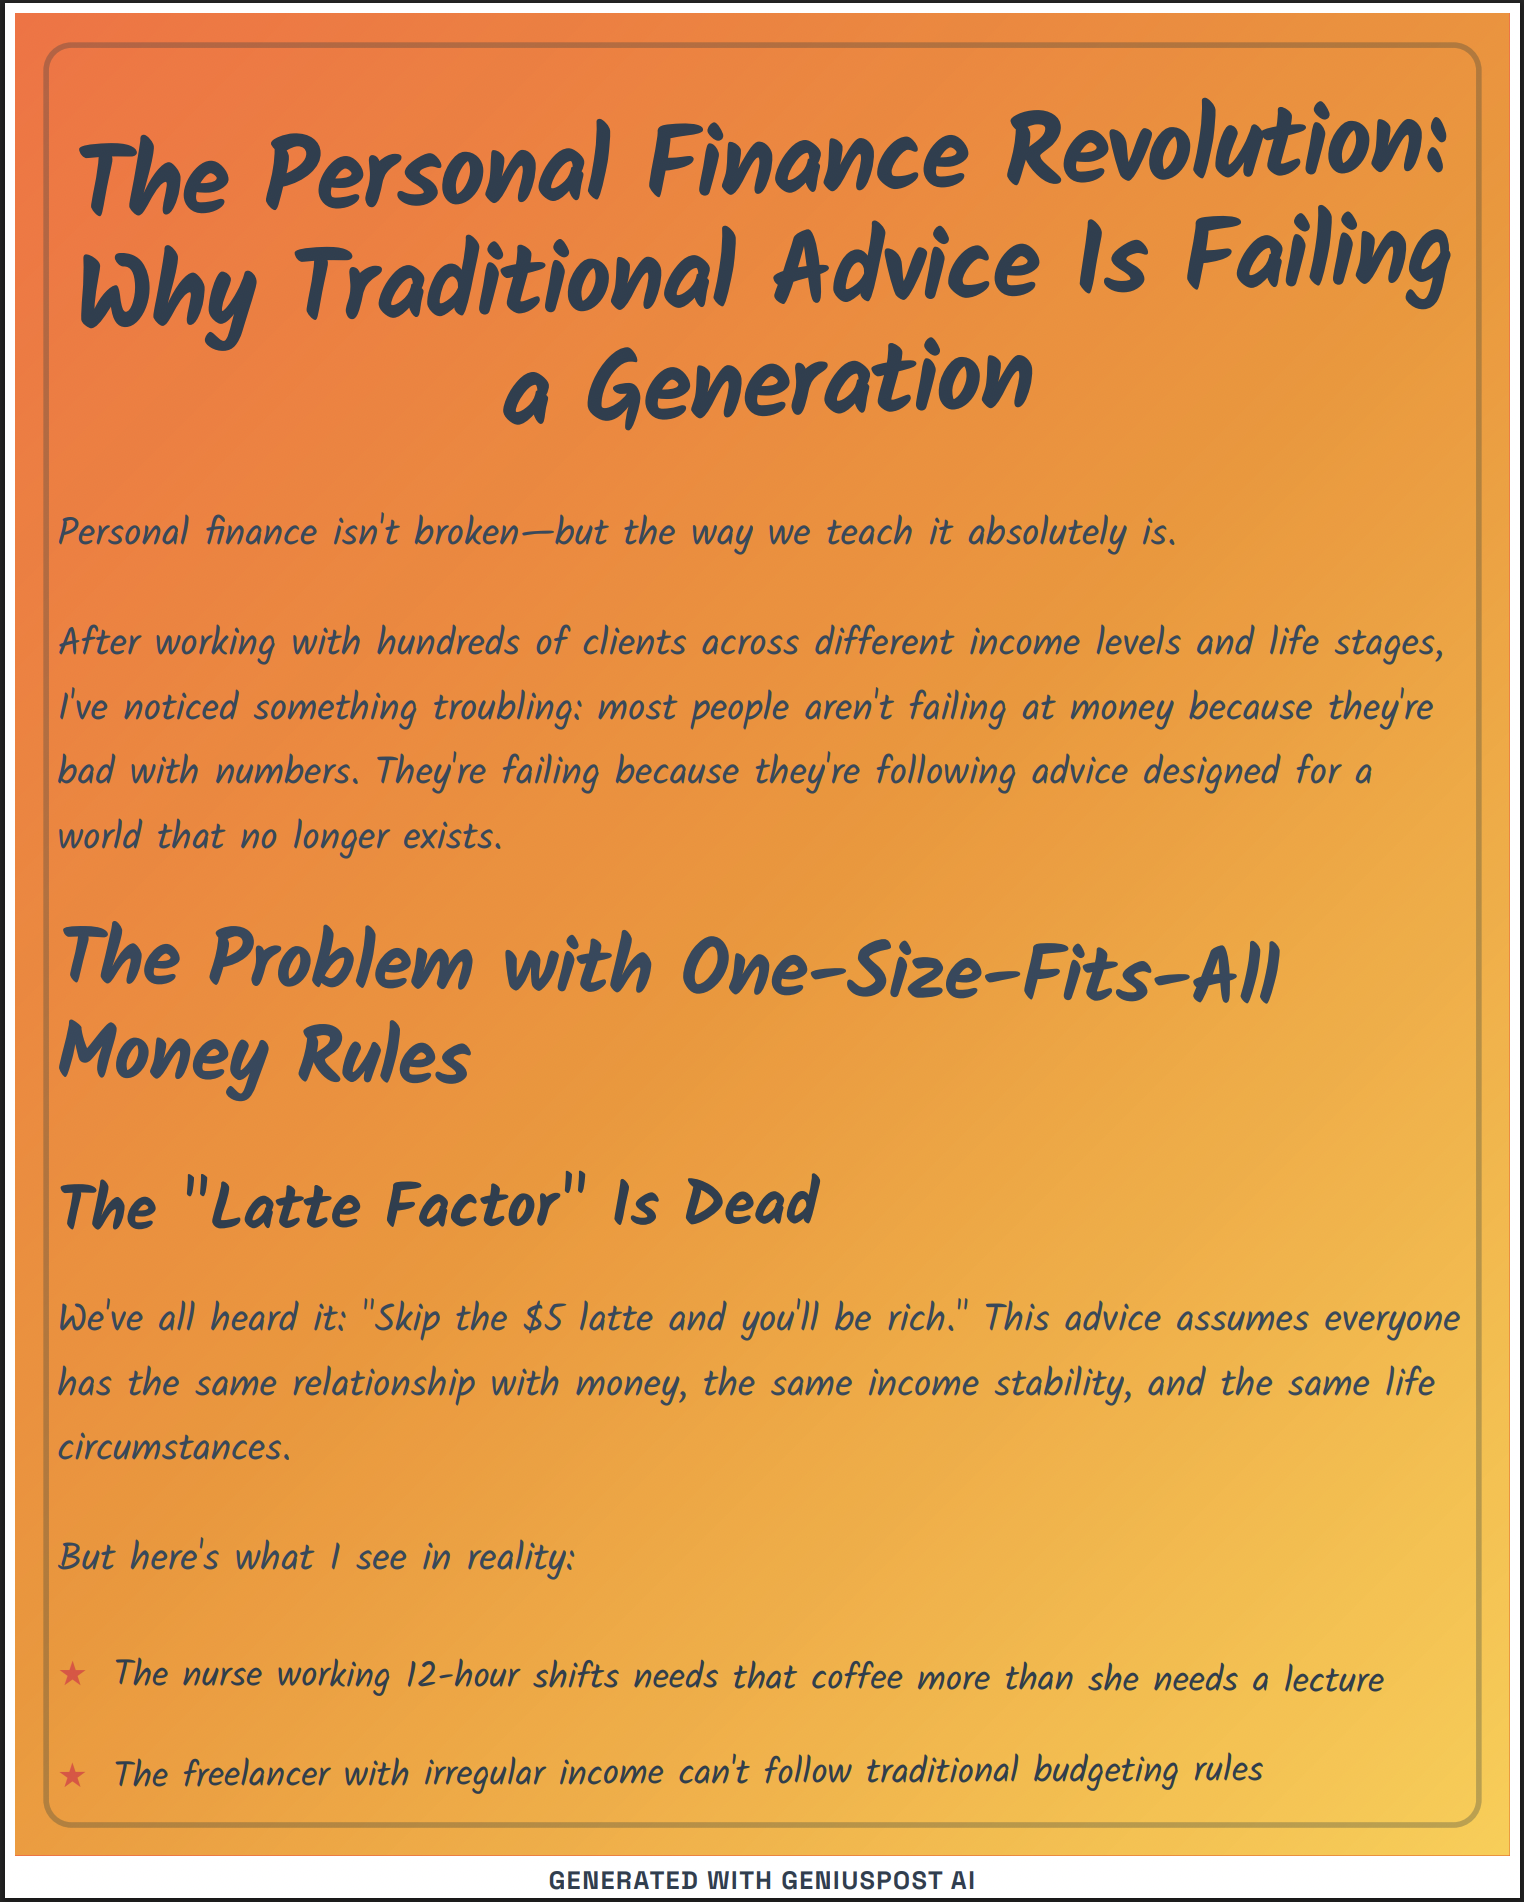 The Personal Finance Revolution:
Why Traditional Advice Is Failing
a Generation
Personal finance isn't broken—but the way we teach it absolutely is.
After working with hundreds of clients across different income levels and life stages,
I've noticed something troubling: most people aren't failing at money because they're
bad with numbers. They're failing because they're following advice designed for a
world that no longer exists.
The Problem with One-Size-Fits-All
Money Rules
The "Latte Factor" Is Dead
We've all heard it: "Skip the $5 latte and you'll be rich." This advice assumes everyone
has the same relationship with money, the same income stability, and the same life
circumstances.
But here's what I see in reality:
★ The nurse working 12-hour shifts needs that coffee more than she needs a lecture
★ The freelancer with irregular income can't follow traditional budgeting rules
GENERATED WITH GENIUSPOST AI